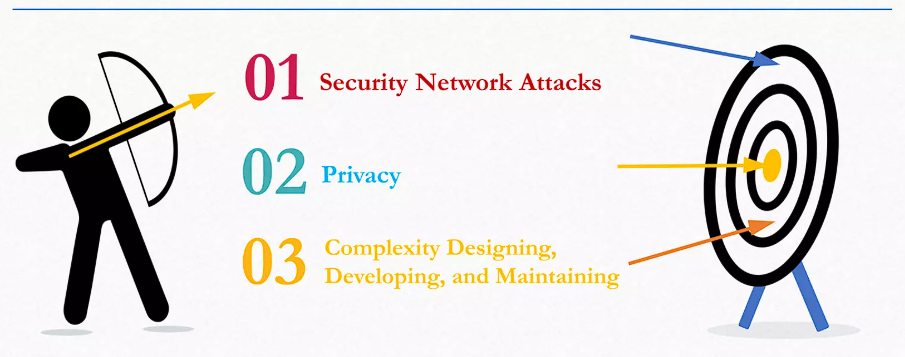 01 Security Network Attacks
02 Privacy
03 Complexity Designing,
Developing, and Maintaining